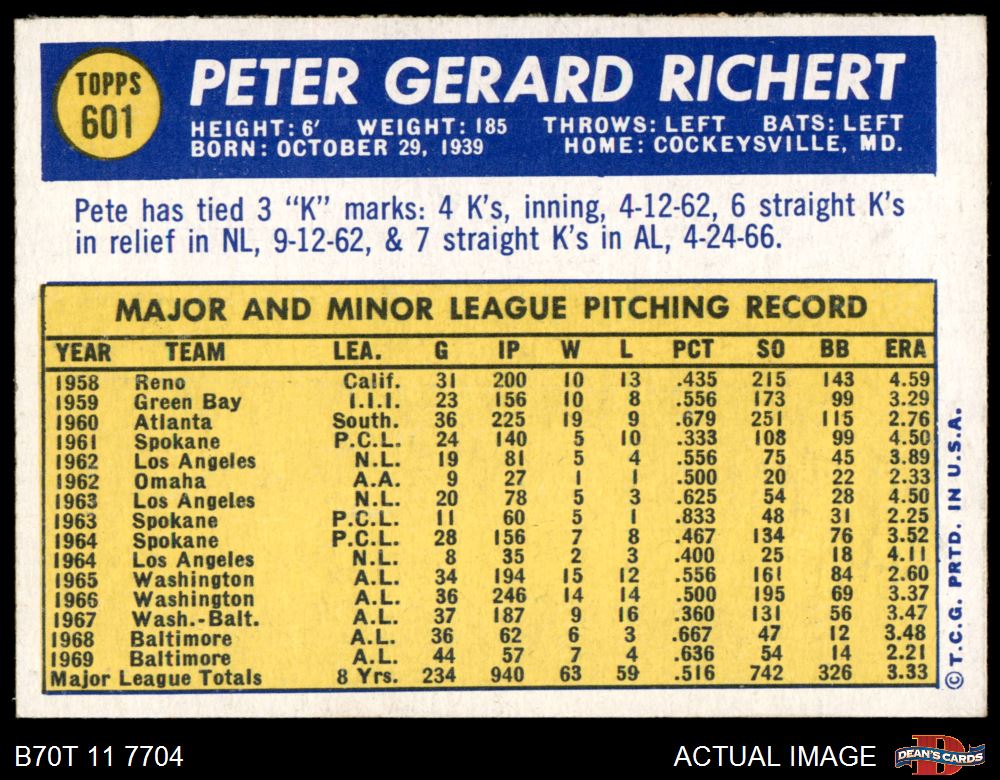 TOPPS
601
PETER GERARD RICHERT
HEIGHT: 6' WEIGHT: 185 THROWS: LEFT BATS: LEFT
BORN: OCTOBER 29, 1939 HOME: COCKEYSVILLE, MD.
Pete has tied 3 "K" marks: 4 K's, inning, 4-12-62, 6 straight K's
in relief in NL, 9-12-62, & 7 straight K's in AL, 4-24-66.
MAJOR AND MINOR LEAGUE PITCHING RECORD
YEAR TEAM LEA. G IP W L PCT SO BB ERA
1958 Reno Calif. 31 200 10 13 .435 215 143 4.59
1959 Green Bay I.I.I. 23 156 10 8 .556 173 99 3.29
1960 Atlanta South. 36 225 19 9 .679 251 115 2.76
1961 Spokane P.C.L. 24 140 5 10 .333 108 99 4.50
1962 Los Angeles N.L. 19 81 5 4 .556 75 45 3.89
1962 Omaha A.A. 9 27 1 1 .500 20 22 2.33
1963 Los Angeles N.L. 20 78 5 3 .625 54 28 4.50
1963 Spokane P.C.L. 11 60 5 1 .833 48 31 2.25
1964 Spokane P.C.L. 28 156 7 8 .467 134 76 3.52
1964 Los Angeles N.L. 8 35 2 3 .400 25 18 4.11
1965 Washington A.L. 34 194 15 12 .556 161 84 2.60
1966 Washington A.L. 36 246 14 14 .500 195 69 3.37
1967 Wash.-Balt. A.L. 37 187 9 16 .360 131 56 3.47
1968 Baltimore A.L. 36 62 6 3 .667 47 12 3.48
1969 Baltimore A.L. 44 57 7 4 .636 54 14 2.21
Major League Totals 8 Yrs. 234 940 63 59 .516 742 326 3.33
©T.C.G. PRTD. IN U.S.A.
B70T 11 7704
ACTUAL IMAGE
DEAN'S CARDS